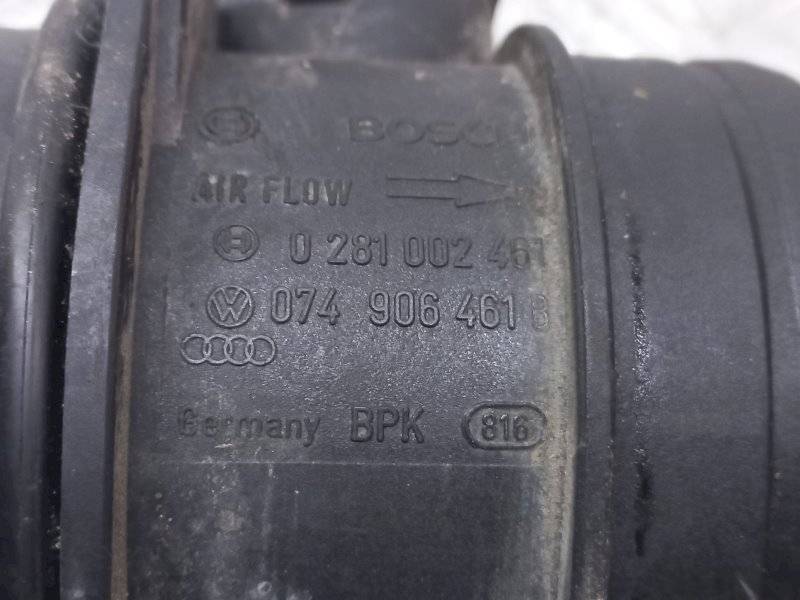 BOSCH
AIR FLOW
0 281 002 461
074 906 461 B
Germany BPK 816